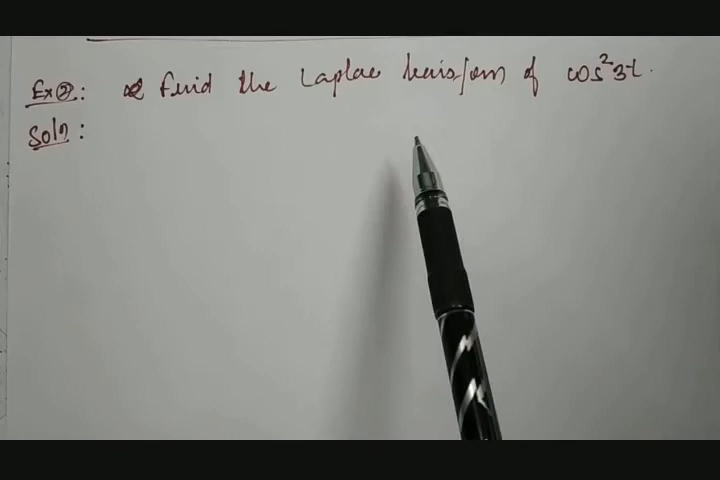 Ex②: Find the Laplace transform of cos²3t.
Soln: